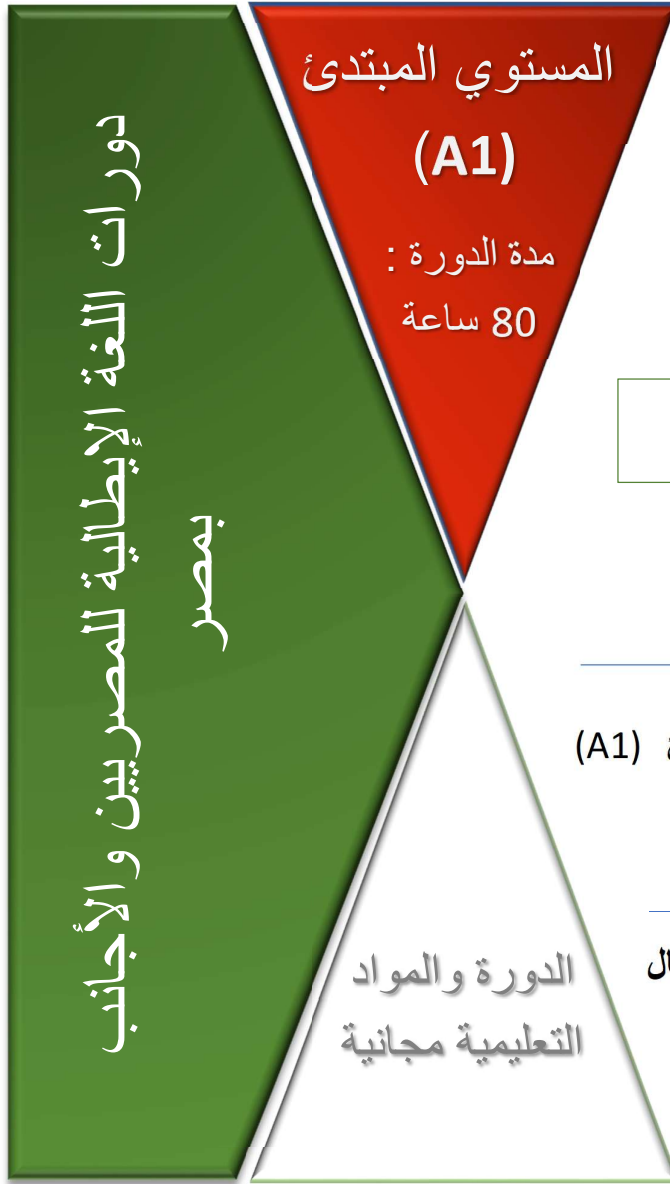 دورات اللغة الإيطالية للمصريين والأجانب
بمصر
المستوي المبتدئ
(A1)
مدة الدورة :
80 ساعة
(A1)
الدورة والمواد
التعليمية مجانية